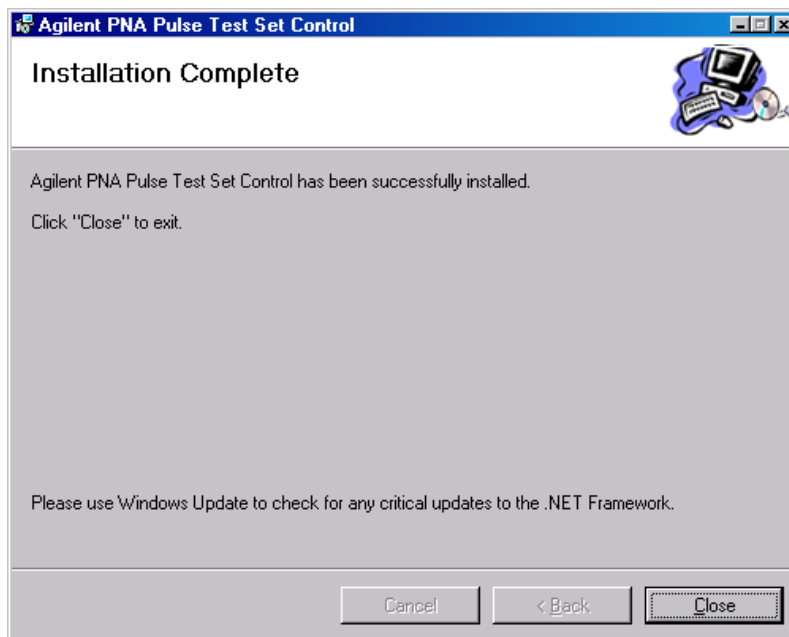 Agilent PNA Pulse Test Set Control
Installation Complete
Agilent PNA Pulse Test Set Control has been successfully installed.
Click "Close" to exit.
Please use Windows Update to check for any critical updates to the .NET Framework.
Cancel
< Back
Close